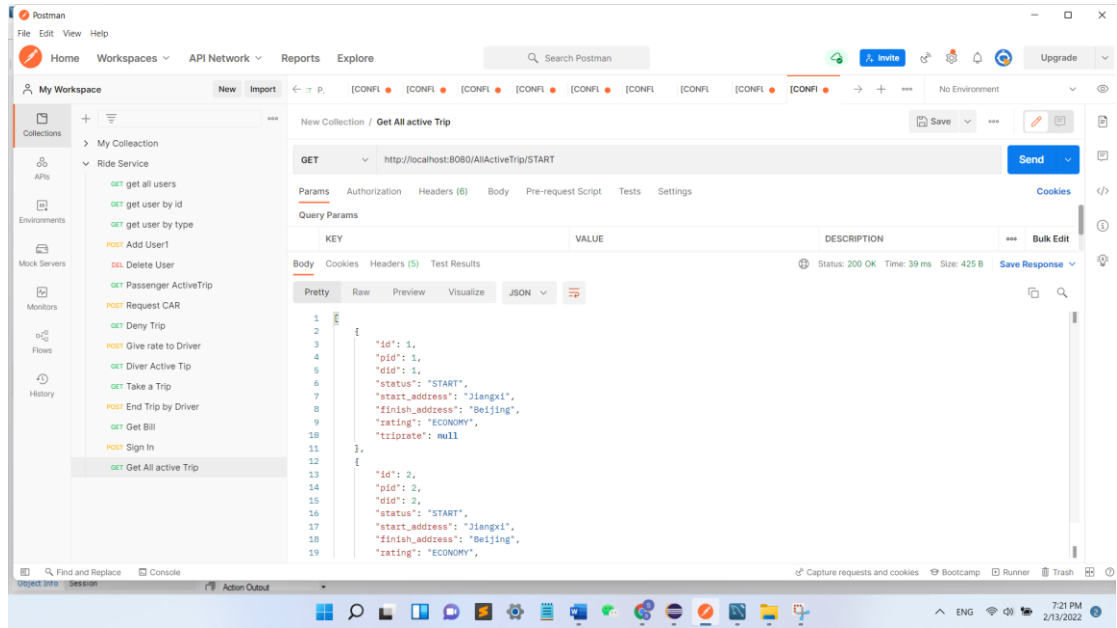 Postman
File Edit View Help
Home Workspaces API Network Reports Explore Search Postman Invite Upgrade
My Workspace New Import P. [CONFL [CONFL [CONFL [CONFL [CONFL [CONFL [CONFL [CONFL [CONFL No Environment
Collections
APIs
Environments
Mock Servers
Monitors
Flows
History
My Colleaction
Ride Service
GET get all users
GET get user by id
GET get user by type
POST Add User1
DEL Delete User
GET Passenger ActiveTrip
POST Request CAR
GET Deny Trip
POST Give rate to Driver
GET Diver Active Tip
GET Take a Trip
POST End Trip by Driver
GET Get Bill
POST Sign In
GET Get All active Trip
New Collection / Get All active Trip Save
GET http://localhost:8080/AllActiveTrip/START Send
Params Authorization Headers (6) Body Pre-request Script Tests Settings Cookies
Query Params
KEY VALUE DESCRIPTION Bulk Edit
Body Cookies Headers (5) Test Results Status: 200 OK Time: 39 ms Size: 425 B Save Response
Pretty Raw Preview Visualize JSON
1 [
2 {
3 "id": 1,
4 "pid": 1,
5 "did": 1,
6 "status": "START",
7 "start_address": "Jiangxi",
8 "finish_address": "Beijing",
9 "rating": "ECONOMY",
10 "triprate": null
11 },
12 {
13 "id": 2,
14 "pid": 2,
15 "did": 2,
16 "status": "START",
17 "start_address": "Jiangxi",
18 "finish_address": "Beijing",
19 "rating": "ECONOMY",
Find and Replace Console Capture requests and cookies Bootcamp Runner Trash
Object Info Session Action Output
ENG 7:21 PM
2/13/2022 2